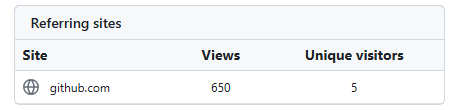 Referring sites
Site Views Unique visitors
github.com 650 5